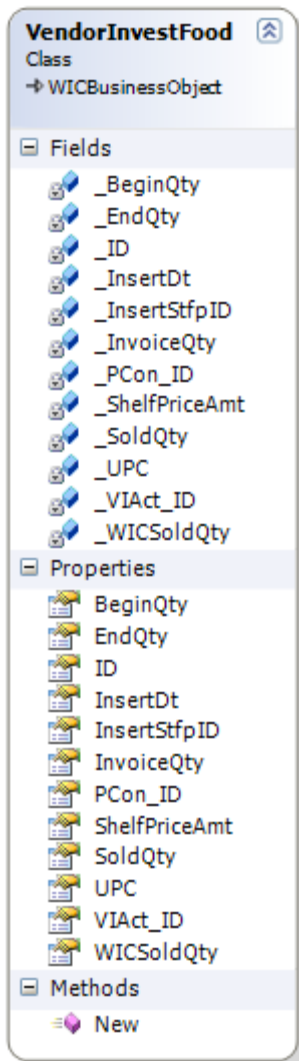 VendorInvestFood
Class
WICBusinessObject
Fields
_BeginQty
_EndQty
_ID
_InsertDt
_InsertStfpID
_InvoiceQty
_PCon_ID
_ShelfPriceAmt
_SoldQty
_UPC
_VIAct_ID
_WICSoldQty
Properties
BeginQty
EndQty
ID
InsertDt
InsertStfpID
InvoiceQty
PCon_ID
ShelfPriceAmt
SoldQty
UPC
VIAct_ID
WICSoldQty
Methods
New